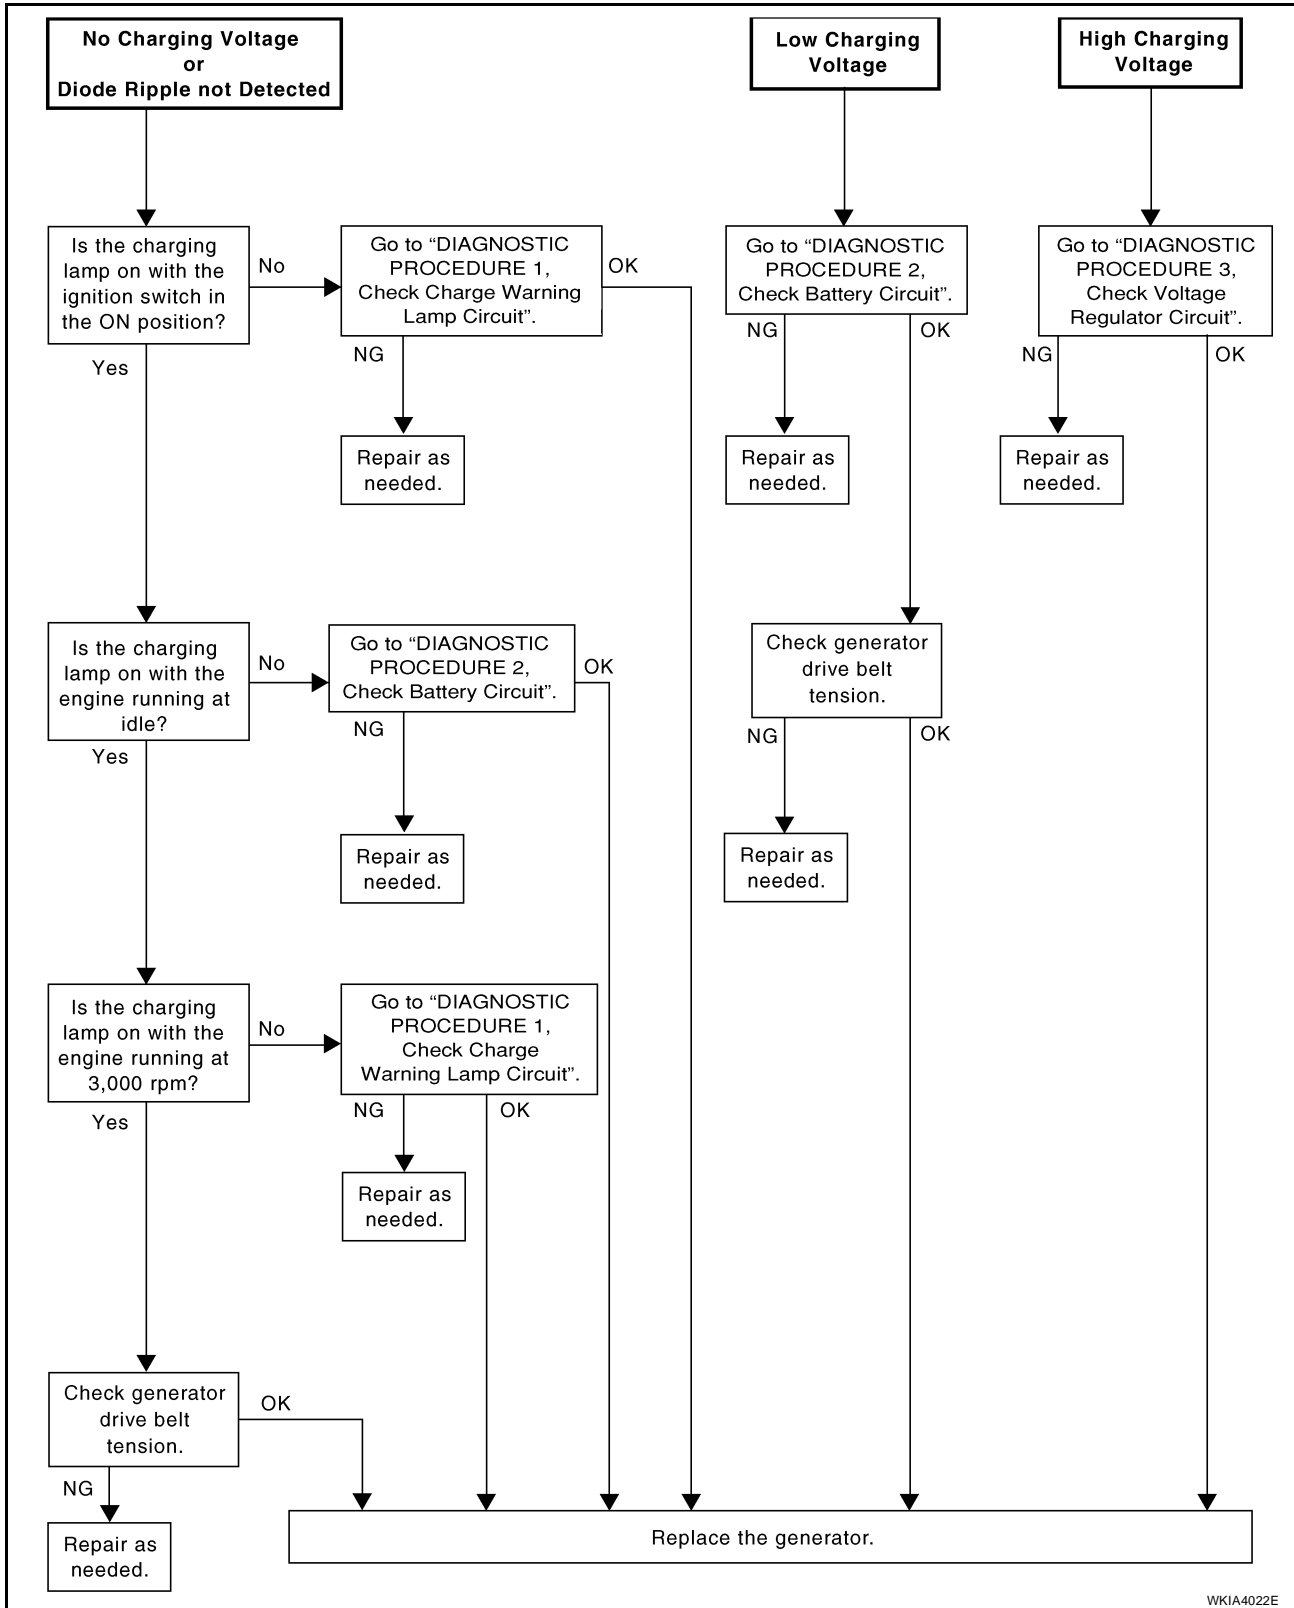 No Charging Voltage
or
Diode Ripple not Detected
Low Charging
Voltage
High Charging
Voltage
Is the charging
lamp on with the
ignition switch in
the ON position?
No
Go to “DIAGNOSTIC
PROCEDURE 1,
Check Charge Warning
Lamp Circuit”.
OK
Go to “DIAGNOSTIC
PROCEDURE 2,
Check Battery Circuit”.
Go to “DIAGNOSTIC
PROCEDURE 3,
Check Voltage
Regulator Circuit”.
Yes
NG
NG
OK
NG
OK
Repair as
needed.
Repair as
needed.
Repair as
needed.
Is the charging
lamp on with the
engine running at
idle?
No
Go to “DIAGNOSTIC
PROCEDURE 2,
Check Battery Circuit”.
OK
Check generator
drive belt
tension.
Yes
NG
NG
OK
Repair as
needed.
Repair as
needed.
Is the charging
lamp on with the
engine running at
3,000 rpm?
No
Go to “DIAGNOSTIC
PROCEDURE 1,
Check Charge
Warning Lamp Circuit”.
Yes
NG
OK
Repair as
needed.
Check generator
drive belt
tension.
OK
NG
Repair as
needed.
Replace the generator.
WKIA4022E